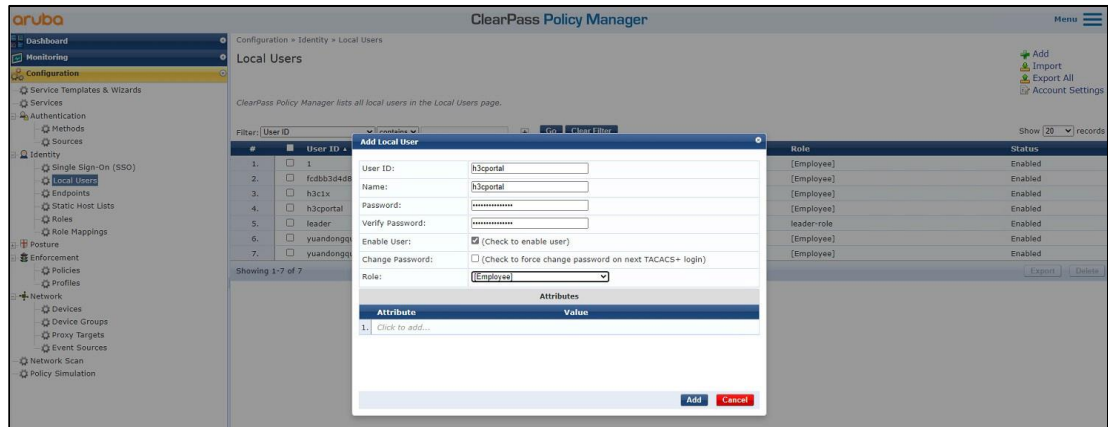 aruba
ClearPass Policy Manager
Menu
Dashboard
Monitoring
Configuration
Service Templates & Wizards
Services
Authentication
Methods
Sources
Identity
Single Sign-On (SSO)
Local Users
Endpoints
Static Host Lists
Roles
Role Mappings
Posture
Enforcement
Policies
Profiles
Network
Devices
Device Groups
Proxy Targets
Event Sources
Network Scan
Policy Simulation
Configuration » Identity » Local Users
Local Users
Add
Import
Export All
Account Settings
ClearPass Policy Manager lists all local users in the Local Users page.
Filter: User ID contains Go Clear Filter Show 20 records
# User ID Role Status
1. 1 [Employee] Enabled
2. fcdbb3d4d8 [Employee] Enabled
3. h3c1x [Employee] Enabled
4. h3cportal [Employee] Enabled
5. leader leader-role Enabled
6. yuandongqu [Employee] Enabled
7. yuandongqu [Employee] Enabled
Showing 1-7 of 7 Export Delete
Add Local User
User ID: h3cportal
Name: h3cportal
Password: ••••••••••••••
Verify Password: ••••••••••••••
Enable User: (Check to enable user)
Change Password: (Check to force change password on next TACACS+ login)
Role: [Employee]
Attributes
Attribute Value
1. Click to add...
Add Cancel